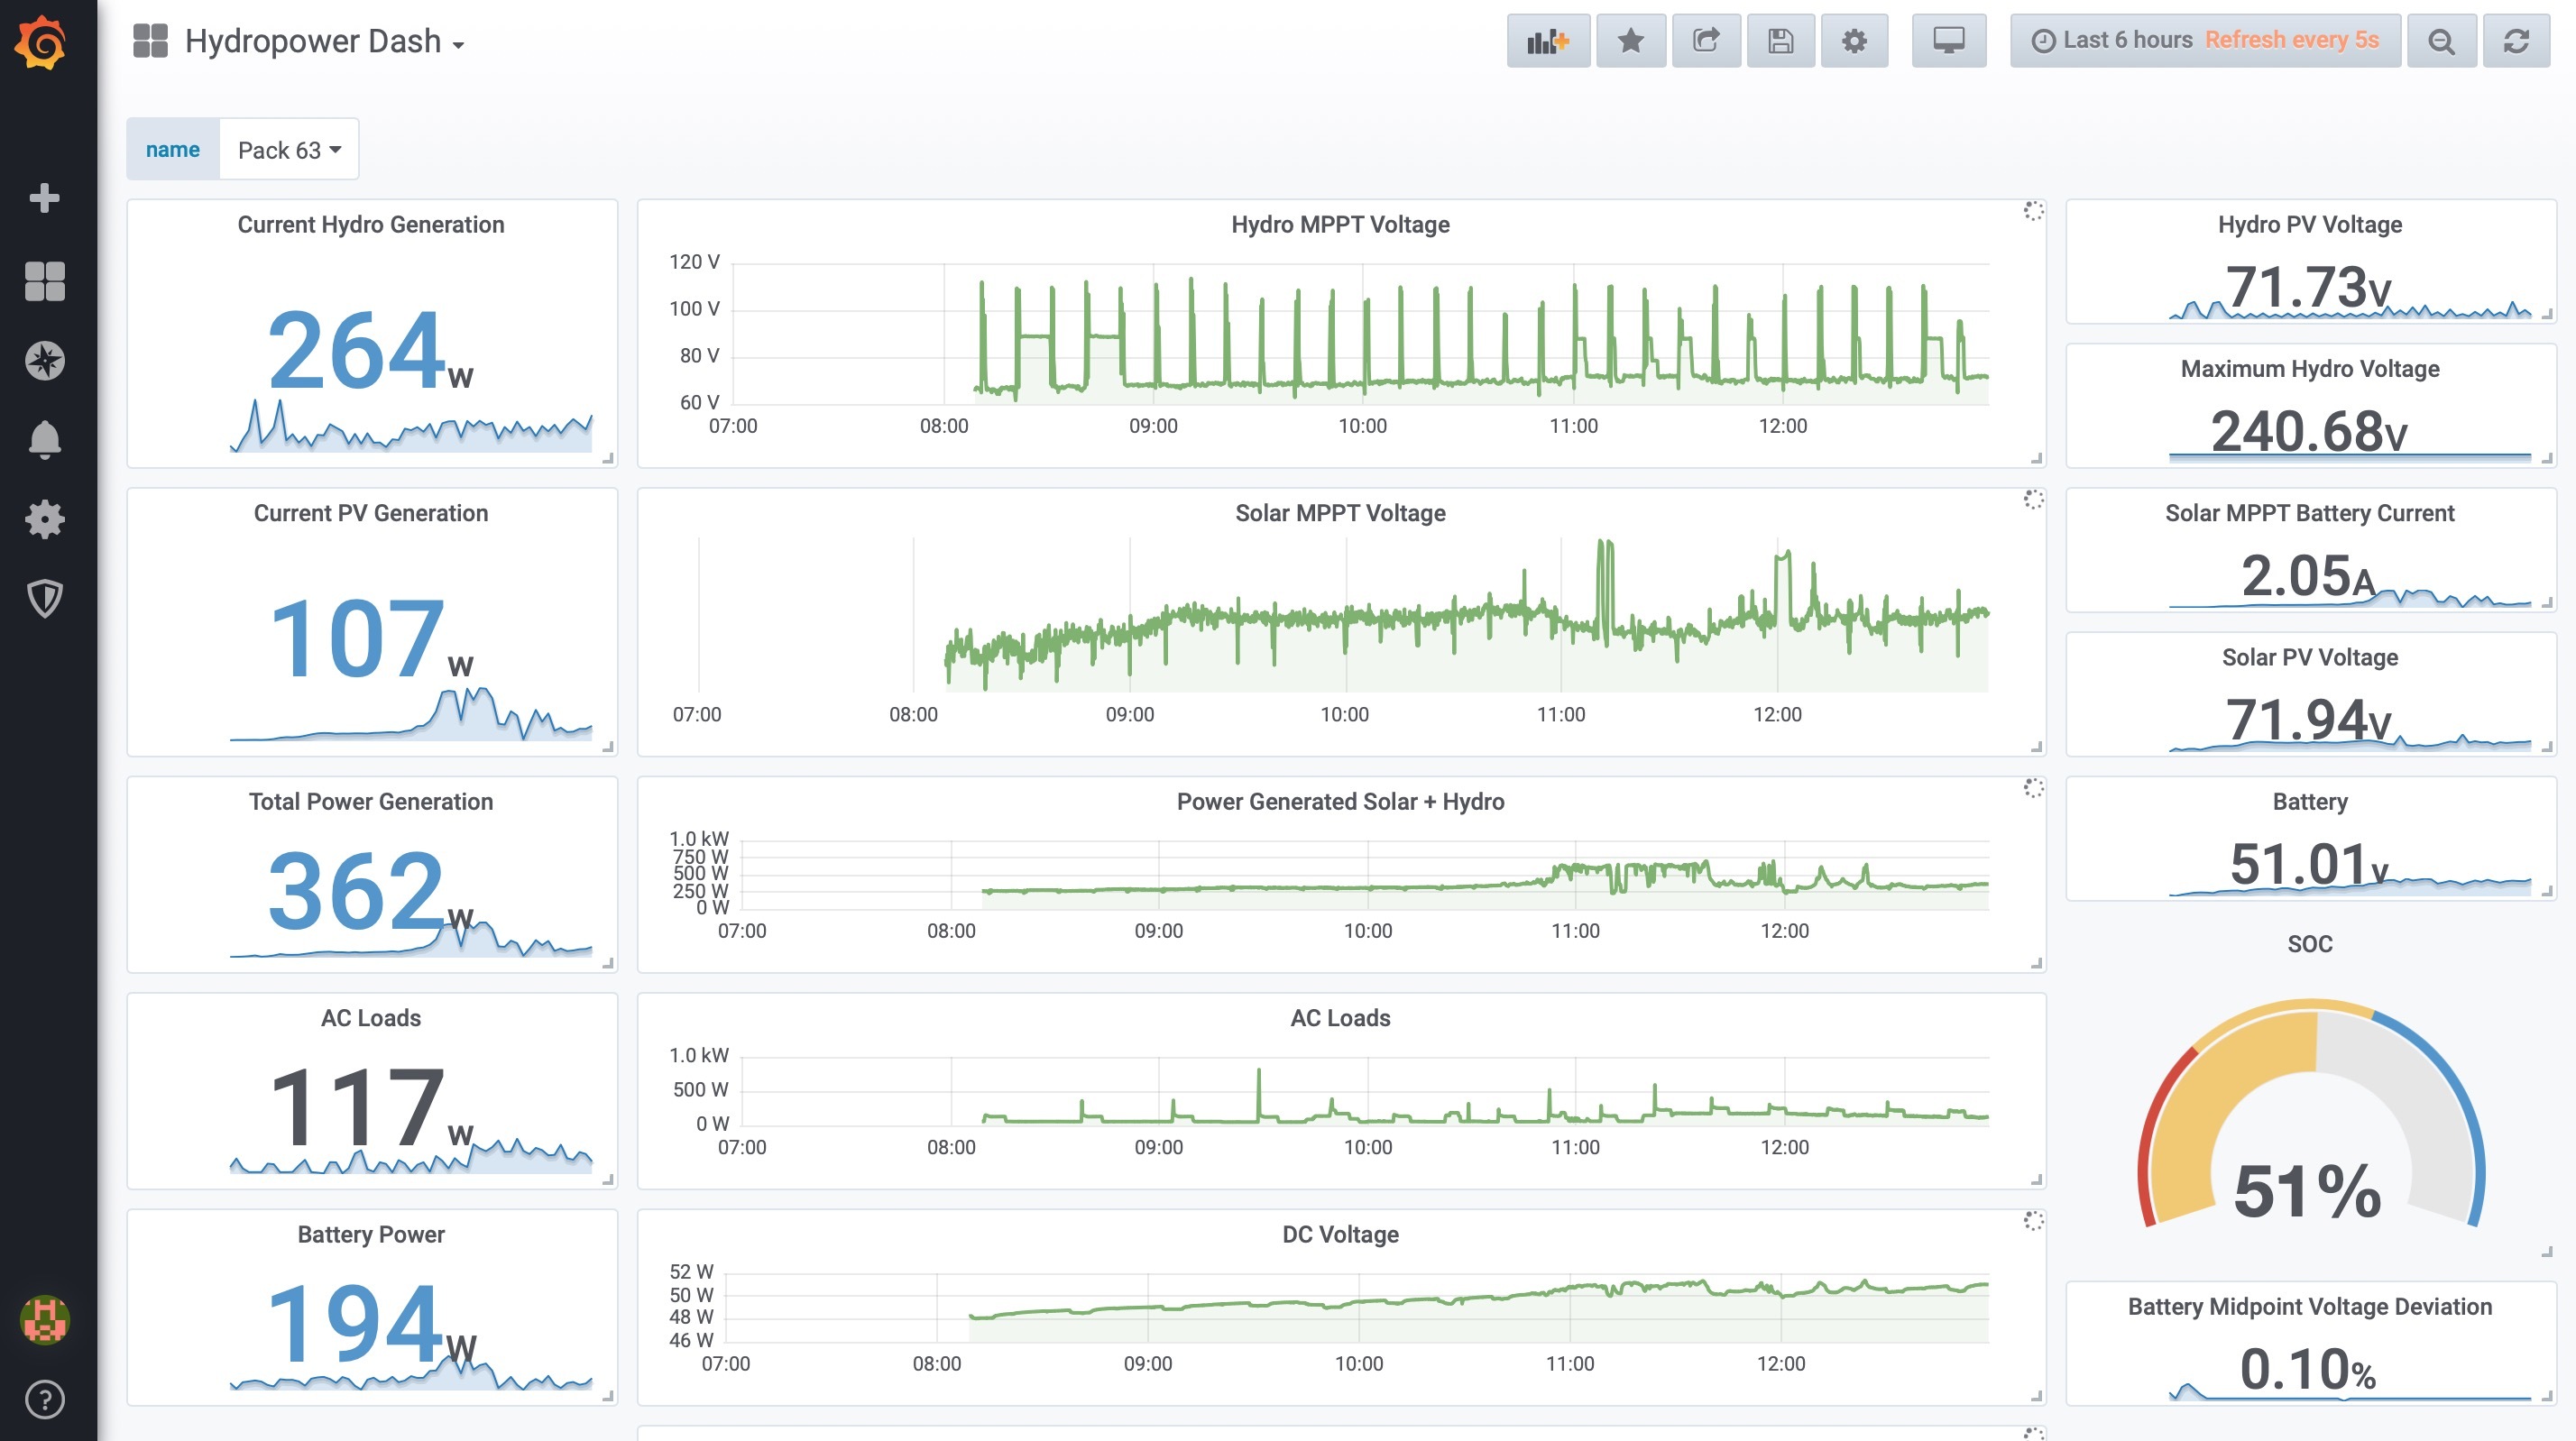 Hydropower Dash
Last 6 hours Refresh every 5s
name Pack 63
Current Hydro Generation
264 W
Hydro MPPT Voltage
120 V
100 V
80 V
60 V
07:00 08:00 09:00 10:00 11:00 12:00
Hydro PV Voltage
71.73V
Maximum Hydro Voltage
240.68V
Current PV Generation
107 W
Solar MPPT Voltage
07:00 08:00 09:00 10:00 11:00 12:00
Solar MPPT Battery Current
2.05A
Solar PV Voltage
71.94V
Total Power Generation
362 W
Power Generated Solar + Hydro
1.0 kW
750 W
500 W
250 W
0 W
07:00 08:00 09:00 10:00 11:00 12:00
Battery
51.01V
SOC
51%
AC Loads
117 W
AC Loads
1.0 kW
500 W
0 W
07:00 08:00 09:00 10:00 11:00 12:00
Battery Power
194 W
DC Voltage
52 W
50 W
48 W
46 W
07:00 08:00 09:00 10:00 11:00 12:00
Battery Midpoint Voltage Deviation
0.10%